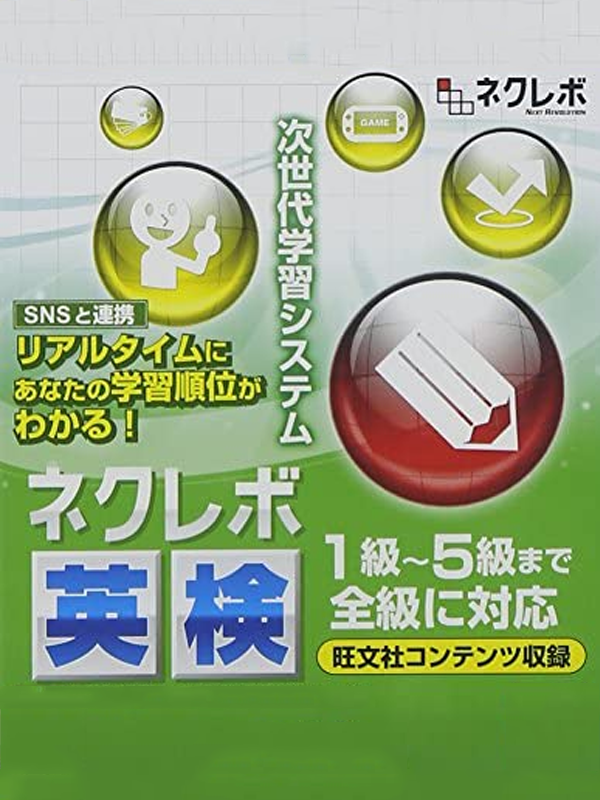 ネクレボ
NEXT REVOLUTION
GAME
次世代学習システム
SNSと連携
リアルタイムに
あなたの学習順位が
わかる！
ネクレボ
英検
1級～5級まで
全級に対応
旺文社コンテンツ収録